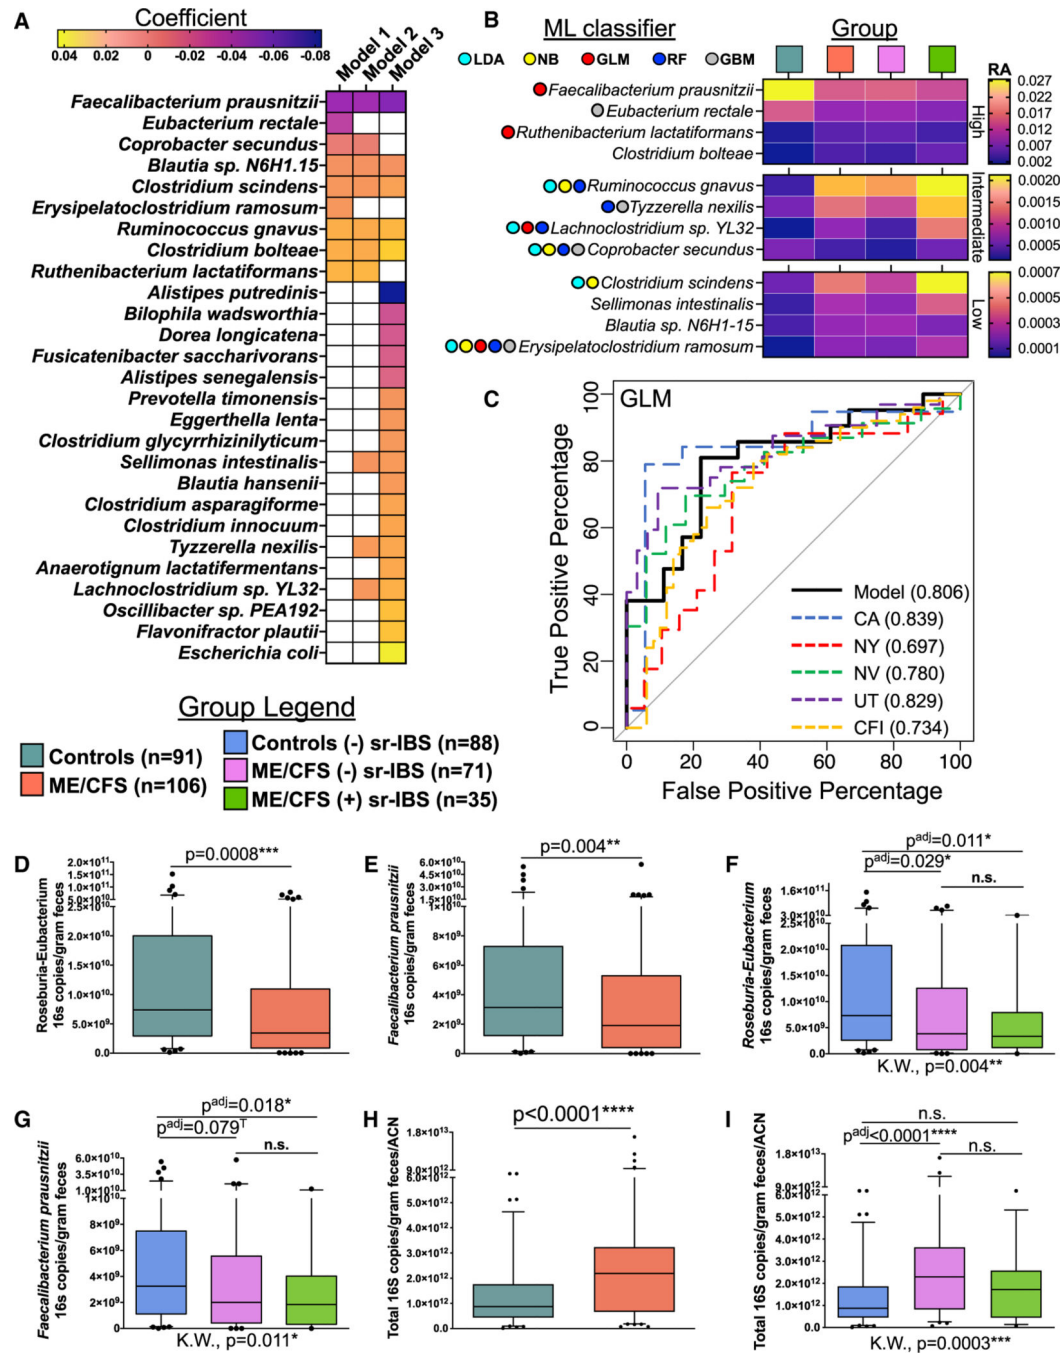 A
Coefficient
0.04 0.02 0 -0.02 -0.04 -0.06 -0.08
Model 1
Model 2
Model 3
Faecalibacterium prausnitzii
Eubacterium rectale
Coprobacter secundus
Blautia sp. N6H1.15
Clostridium scindens
Erysipelatoclostridium ramosum
Ruminococcus gnavus
Clostridium bolteae
Ruthenibacterium lactatiformans
Alistipes putredinis
Bilophila wadsworthia
Dorea longicatena
Fusicatenibacter saccharivorans
Alistipes senegalensis
Prevotella timonensis
Eggerthella lenta
Clostridium glycyrrhizinilyticum
Sellimonas intestinalis
Blautia hansenii
Clostridium asparagiforme
Clostridium innocuum
Tyzzerella nexilis
Anaerotignum lactatifermentans
Lachnoclostridium sp. YL32
Oscillibacter sp. PEA192
Flavonifractor plautii
Escherichia coli
B
ML classifier
Group
LDA NB GLM RF GBM
RA
Faecalibacterium prausnitzii
Eubacterium rectale
Ruthenibacterium lactatiformans
Clostridium bolteae
High
0.027
0.022
0.017
0.012
0.007
0.002
Ruminococcus gnavus
Tyzzerella nexilis
Lachnoclostridium sp. YL32
Coprobacter secundus
Intermediate
0.0020
0.0015
0.0010
0.0005
Clostridium scindens
Sellimonas intestinalis
Blautia sp. N6H1-15
Erysipelatoclostridium ramosum
Low
0.0007
0.0005
0.0003
0.0001
C
GLM
True Positive Percentage
100
80
60
40
20
0
Model (0.806)
CA (0.839)
NY (0.697)
NV (0.780)
UT (0.829)
CFI (0.734)
0 20 40 60 80 100
False Positive Percentage
Group Legend
Controls (n=91)
ME/CFS (n=106)
Controls (-) sr-IBS (n=88)
ME/CFS (-) sr-IBS (n=71)
ME/CFS (+) sr-IBS (n=35)
D
p=0.0008***
Roseburia-Eubacterium
16s copies/gram feces
2.0×10¹¹
1.5×10¹¹
1.0×10¹¹
5.0×10¹⁰
2.5×10¹⁰
2.0×10¹⁰
1.5×10¹⁰
1.0×10¹⁰
5.0×10⁹
0.0
E
p=0.004**
Faecalibacterium prausnitzii
16s copies/gram feces
6.0×10¹⁰
4.5×10¹⁰
3.0×10¹⁰
1.5×10¹⁰
1×10¹⁰
8×10⁹
6×10⁹
4×10⁹
2×10⁹
0.0
F
pᵃᵈʲ=0.011*
pᵃᵈʲ=0.029*
n.s.
Roseburia-Eubacterium
16s copies/gram feces
1.6×10¹¹
3.0×10¹⁰
2.5×10¹⁰
2.0×10¹⁰
1.5×10¹⁰
1.0×10¹⁰
5.0×10⁹
0.0
K.W., p=0.004**
G
pᵃᵈʲ=0.018*
pᵃᵈʲ=0.079ᵀ
n.s.
Faecalibacterium prausnitzii
16s copies/gram feces
6.0×10¹⁰
3.5×10¹⁰
1.0×10¹⁰
1×10¹⁰
8×10⁹
6×10⁹
4×10⁹
2×10⁹
0
K.W., p=0.011*
H
p<0.0001****
Total 16S copies/gram feces/ACN
1.8×10¹³
9.0×10¹²
6.0×10¹²
5.0×10¹²
4.0×10¹²
3.0×10¹²
2.0×10¹²
1.0×10¹²
0
I
n.s.
pᵃᵈʲ<0.0001****
n.s.
Total 16S copies/gram feces/ACN
1.8×10¹³
9.0×10¹²
6.0×10¹²
5.0×10¹²
4.0×10¹²
3.0×10¹²
2.0×10¹²
1.0×10¹²
0
K.W., p=0.0003***